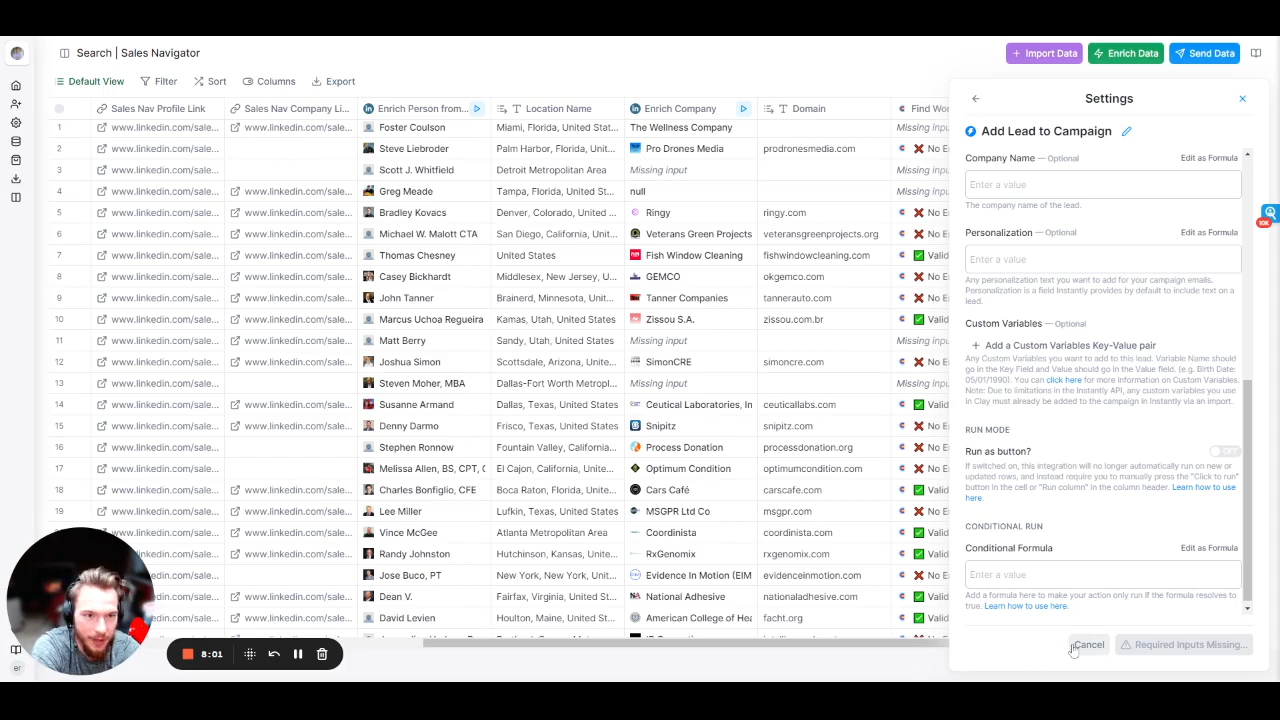 Search | Sales Navigator
Import Data
Enrich Data
Send Data
Default View
Filter
Sort
Columns
Export
Sales Nav Profile Link
Sales Nav Company Li...
Enrich Person from...
Location Name
Enrich Company
Domain
Find Wor
1 www.linkedin.com/sale... Foster Coulson Miami, Florida, United Stat... The Wellness Company Missing inpu
2 www.linkedin.com/sale... Steve Liebroder Palm Harbor, Florida, Unit... Pro Drones Media prodronesmedia.com No E
3 www.linkedin.com/sale... Scott J. Whitfield Detroit Metropolitan Area Missing input Missing inpu
4 www.linkedin.com/sale... www.linkedin.com/sale... Greg Meade Tampa, Florida, United St... null Missing inpu
5 www.linkedin.com/sale... www.linkedin.com/sale... Bradley Kovacs Denver, Colorado, United ... Ringy ringy.com No E
6 www.linkedin.com/sale... www.linkedin.com/sale... Michael W. Malott CTA San Diego, California, Unit... Veterans Green Projects veteransgreenprojects.org No E
7 www.linkedin.com/sale... www.linkedin.com/sale... Thomas Chesney United States Fish Window Cleaning fishwindowcleaning.com Valid
8 www.linkedin.com/sale... www.linkedin.com/sale... Casey Bickhardt Middlesex, New Jersey, U... GEMCO okgemco.com No E
9 www.linkedin.com/sale... www.linkedin.com/sale... John Tanner Brainerd, Minnesota, Unit... Tanner Companies tannerauto.com No E
10 www.linkedin.com/sale... www.linkedin.com/sale... Marcus Uchoa Regueira Kamas, Utah, United States Zissou S.A. zissou.com.br Valid
11 www.linkedin.com/sale... Matt Berry Sandy, Utah, United States Missing input Missing inpu
12 www.linkedin.com/sale... www.linkedin.com/sale... Joshua Simon Scottsdale, Arizona, Unite... SimonCRE simoncre.com No E
13 www.linkedin.com/sale... Steven Moher, MBA Dallas-Fort Worth Metropl... Missing input Missing inpu
14 www.linkedin.com/sale... www.linkedin.com/sale... Susanne Armand Dallas, Texas, United States Ceutical Laboratories, In ceuticallabs.com Valid
15 www.linkedin.com/sale... www.linkedin.com/sale... Denny Darmo Frisco, Texas, United States Snipitz snipitz.com No E
16 www.linkedin.com/sale... Stephen Ronnow Fountain Valley, California... Process Donation processdonation.org No E
17 www.linkedin.com/sale... Melissa Allen, BS, CPT, C El Cajon, California, Unite... Optimum Condition optimumcondition.com No E
18 www.linkedin.com/sale... www.linkedin.com/sale... Charles Bonfiglio, CFE Boca Raton, Florida, Unite... Cars Café carscafe.com Valid
19 www.linkedin.com/sale... www.linkedin.com/sale... Lee Miller Lufkin, Texas, United States MSGPR Ltd Co msgpr.com No E
www.linkedin.com/sale... www.linkedin.com/sale... Vince McGee Atlanta Metropolitan Area Coordinista coordinista.com Valid
www.linkedin.com/sale... www.linkedin.com/sale... Randy Johnston Hutchinson, Kansas, Unite... RxGenomix rxgenomix.com Valid
www.linkedin.com/sale... Jose Buco, PT New York, New York, Unit... Evidence In Motion (EIM evidenceinmotion.com No E
www.linkedin.com/sale... www.linkedin.com/sale... Dean V. Fairfax, Virginia, United St... National Adhesive nationaladhesive.com Valid
www.linkedin.com/sale... www.linkedin.com/sale... David Levien Houlton, Maine, United St... American College of Hea facht.org Valid
8:01
Settings
Add Lead to Campaign
Company Name — Optional Edit as Formula
Enter a value
The company name of the lead.
Personalization — Optional Edit as Formula
Enter a value
Any personalization text you want to add for your campaign emails.
Personalization is a field Instantly provides by default to include text on a
lead.
Custom Variables — Optional
+ Add a Custom Variables Key-Value pair
Any Custom Variables you want to add to this lead. Variable Name should
go in the Key Field and Value should go in the Value field. (e.g. Birth Date:
05/01/1990). You can click here for more information on Custom Variables.
Note: Due to limitations in the Instantly API, any custom variables you use
in Clay must already be added to the campaign in Instantly via an import.
RUN MODE
Run as button? OFF
If switched on, this integration will no longer automatically run on new or
updated rows, and instead require you to manually press the "Click to run"
button in the cell or "Run column" in the column header. Learn how to use
here.
CONDITIONAL RUN
Conditional Formula Edit as Formula
Enter a value
Add a formula here to make your action only run if the formula resolves to
true. Learn how to use here.
Cancel
Required Inputs Missing...
er